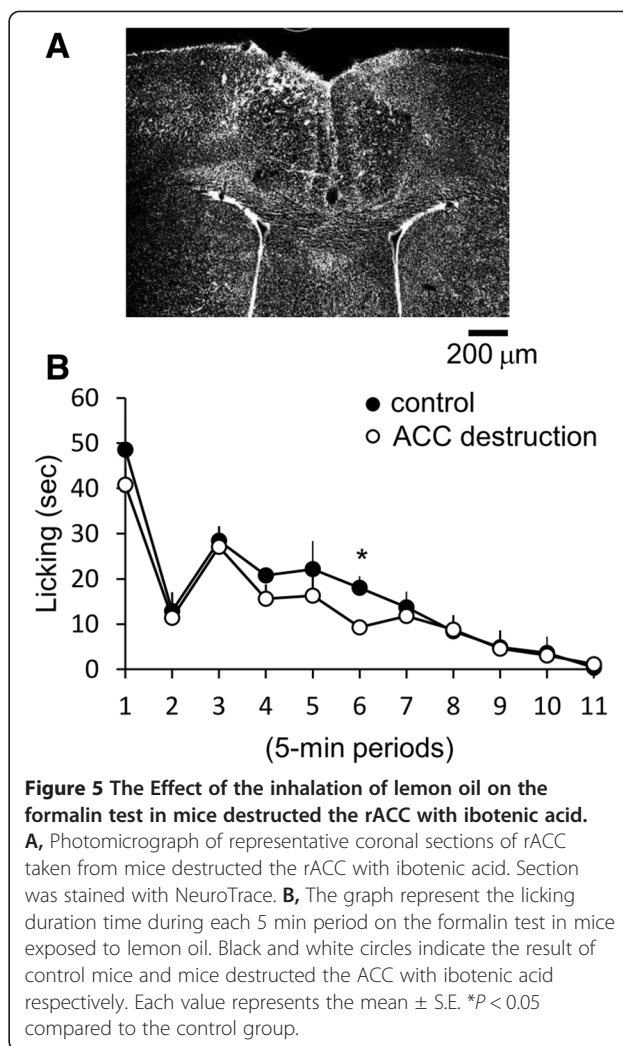 A
200 μm
B
60
50
40
30
20
10
0
Licking (sec)
● control
○ ACC destruction
*
1 2 3 4 5 6 7 8 9 10 11
(5-min periods)
Figure 5 The Effect of the inhalation of lemon oil on the
formalin test in mice destructed the rACC with ibotenic acid.
A, Photomicrograph of representative coronal sections of rACC
taken from mice destructed the rACC with ibotenic acid. Section
was stained with NeuroTrace. B, The graph represent the licking
duration time during each 5 min period on the formalin test in mice
exposed to lemon oil. Black and white circles indicate the result of
control mice and mice destructed the ACC with ibotenic acid
respectively. Each value represents the mean ± S.E. *P < 0.05
compared to the control group.